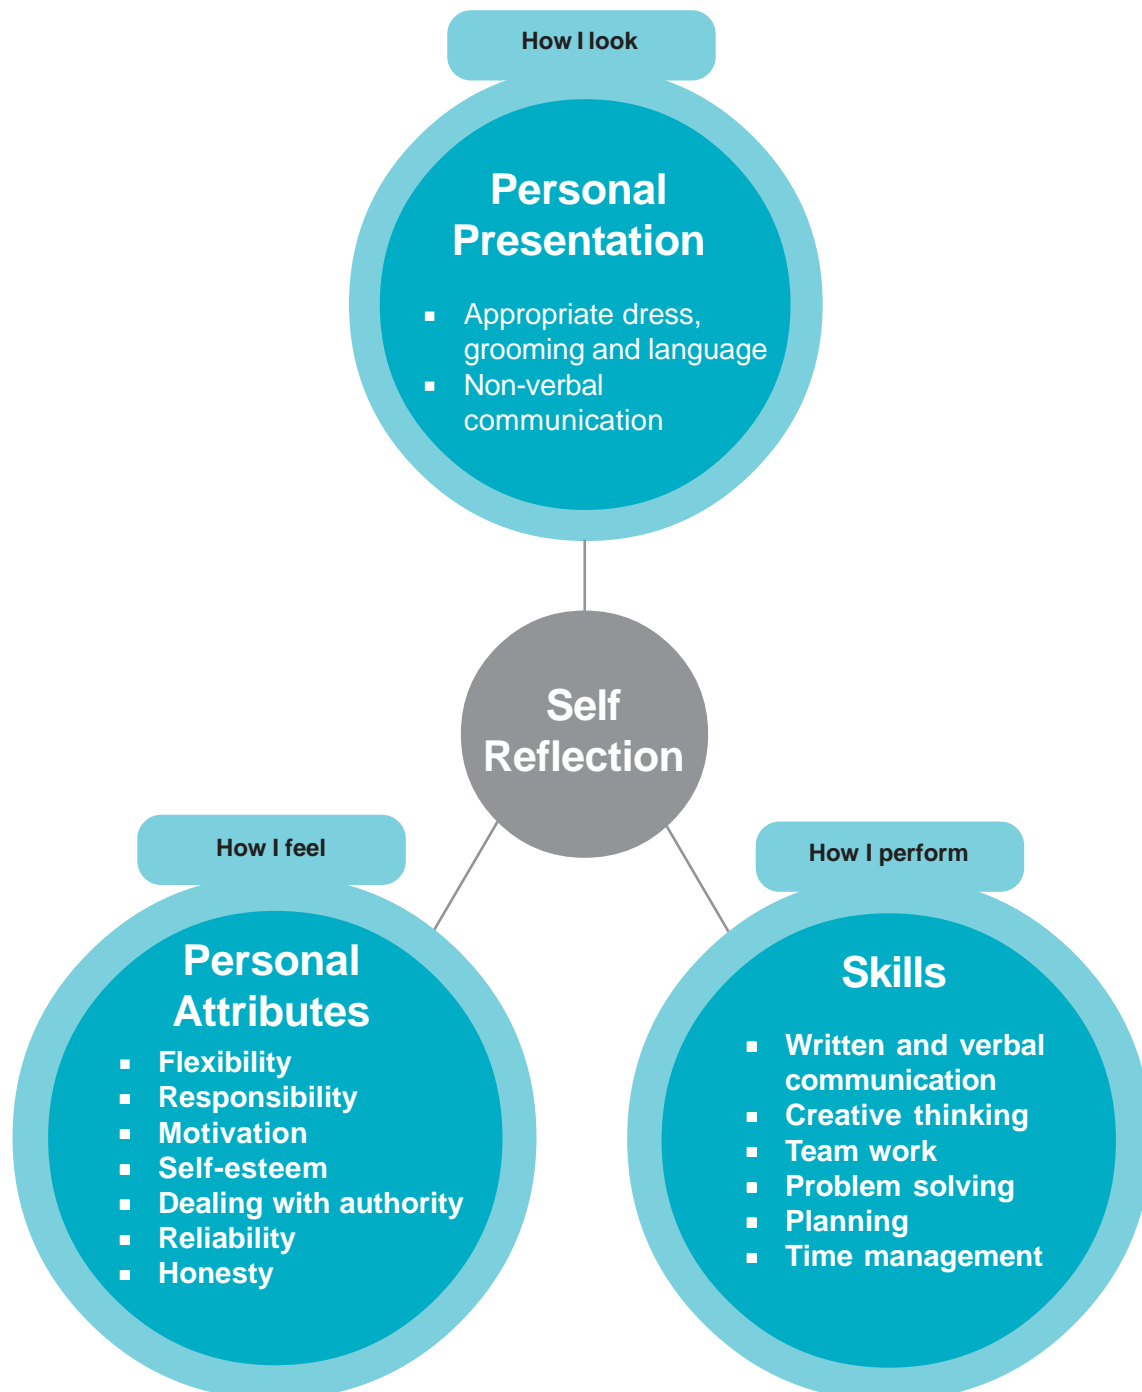 How I look
Personal
Presentation
▪ Appropriate dress,
grooming and language
▪ Non-verbal
communication
Self
Reflection
How I feel
Personal
Attributes
▪ Flexibility
▪ Responsibility
▪ Motivation
▪ Self-esteem
▪ Dealing with authority
▪ Reliability
▪ Honesty
How I perform
Skills
▪ Written and verbal
communication
▪ Creative thinking
▪ Team work
▪ Problem solving
▪ Planning
▪ Time management